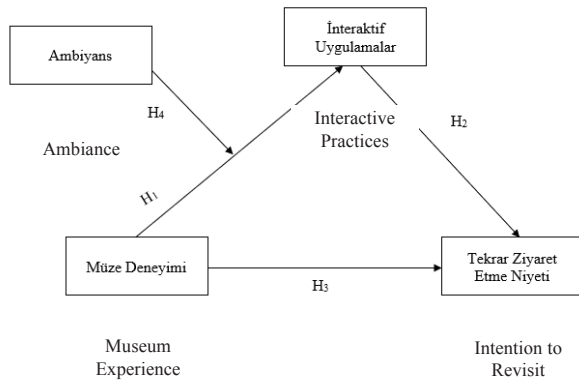 İnteraktif
Uygulamalar
Ambiyans
H4
Interactive
Practices
H2
Ambiance
H1
Müze Deneyimi
H3
Tekrar Ziyaret
Etme Niyeti
Museum
Experience
Intention to
Revisit